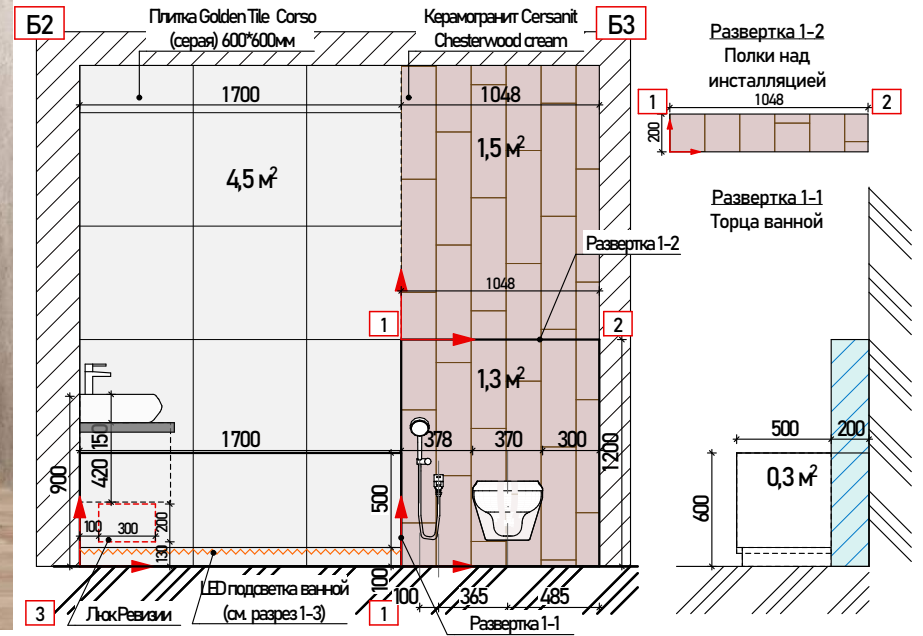 Б2
Плитка Golden Tile Corso
(серая) 600*600мм
Керамогранит Cersanit
Chesterwood cream
Б3
Развертка 1-2
Полки над
инсталляцией
1700
1048
1
1048
2
200
4,5 м²
1,5 м²
Развертка 1-1
Торца ванной
Развертка 1-2
1048
1
2
1,3 м²
150
1700
378
370
300
1200
500
200
900
420
500
600
0,3 м²
100
300
200
130
100
LED подсветка ванной
(см. разрез 1-3)
100
365
485
3
Люк Ревизии
1
Развертка 1-1